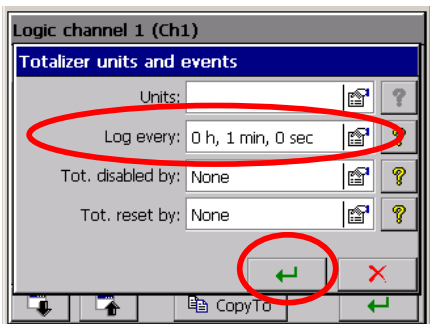 Logic channel 1 (Ch1)
Totalizer units and events
Units:
?
Log every: 0 h, 1 min, 0 sec
?
Tot. disabled by: None
?
Tot. reset by: None
?
CopyTo